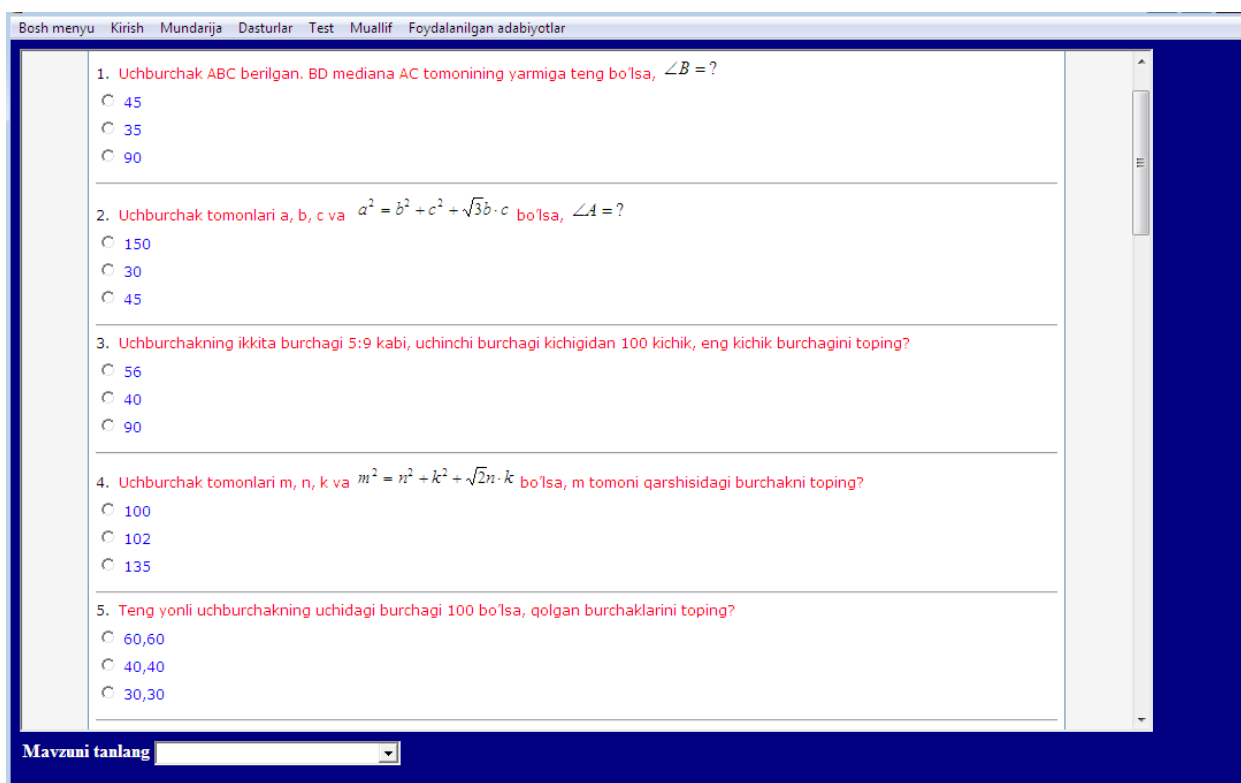 Bosh menyu Kirish Mundarija Dasturlar Test Muallif Foydalanilgan adabiyotlar
1. Uchburchak ABC berilgan. BD mediana AC tomonining yarmiga teng bo'lsa, ∠B = ?
45
35
90
2. Uchburchak tomonlari a, b, c va a² = b² + c² + √3b·c bo'lsa, ∠A = ?
150
30
45
3. Uchburchakning ikkita burchagi 5:9 kabi, uchinchi burchagi kichigidan 100 kichik, eng kichik burchagini toping?
56
40
90
4. Uchburchak tomonlari m, n, k va m² = n² + k² + √2n·k bo'lsa, m tomoni qarshisidagi burchakni toping?
100
102
135
5. Teng yonli uchburchakning uchidagi burchagi 100 bo'lsa, qolgan burchaklarini toping?
60,60
40,40
30,30
Mavzuni tanlang